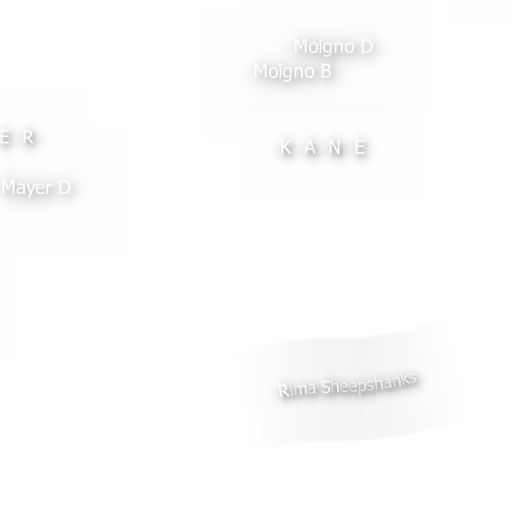 Moigno D
Moigno B
E R
K A N E
Mayer D
Rima Sheepshanks